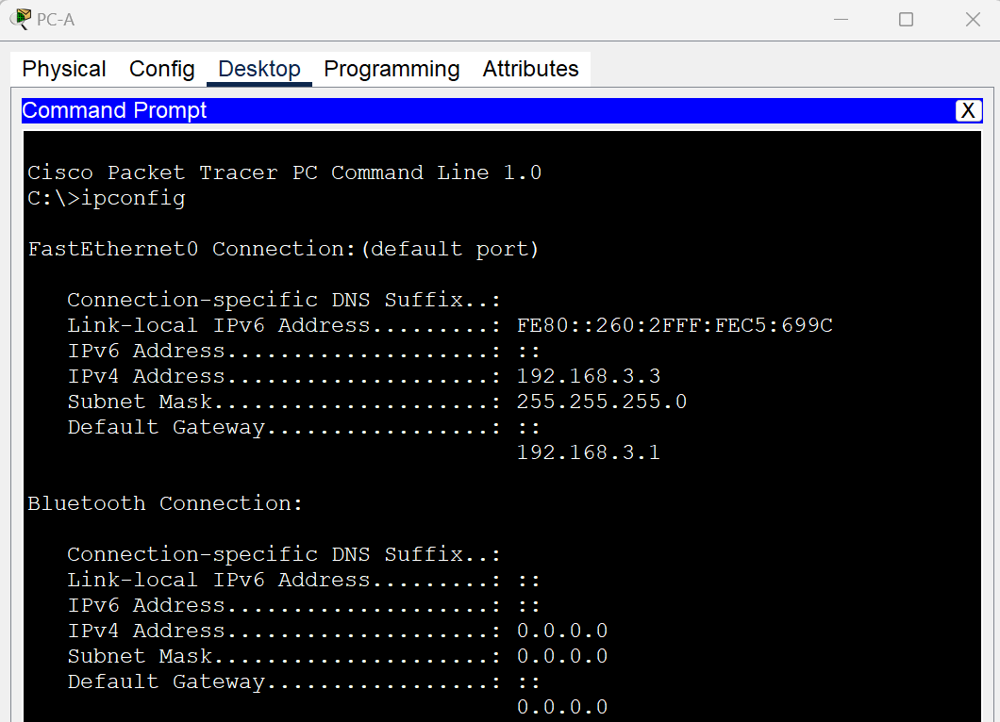 PC-A
Physical Config Desktop Programming Attributes
Command Prompt X
Cisco Packet Tracer PC Command Line 1.0
C:\>ipconfig
FastEthernet0 Connection:(default port)
Connection-specific DNS Suffix..:
Link-local IPv6 Address.........: FE80::260:2FFF:FEC5:699C
IPv6 Address....................: ::
IPv4 Address....................: 192.168.3.3
Subnet Mask.....................: 255.255.255.0
Default Gateway.................: ::
192.168.3.1
Bluetooth Connection:
Connection-specific DNS Suffix..:
Link-local IPv6 Address.........: ::
IPv6 Address....................: ::
IPv4 Address....................: 0.0.0.0
Subnet Mask.....................: 0.0.0.0
Default Gateway.................: ::
0.0.0.0